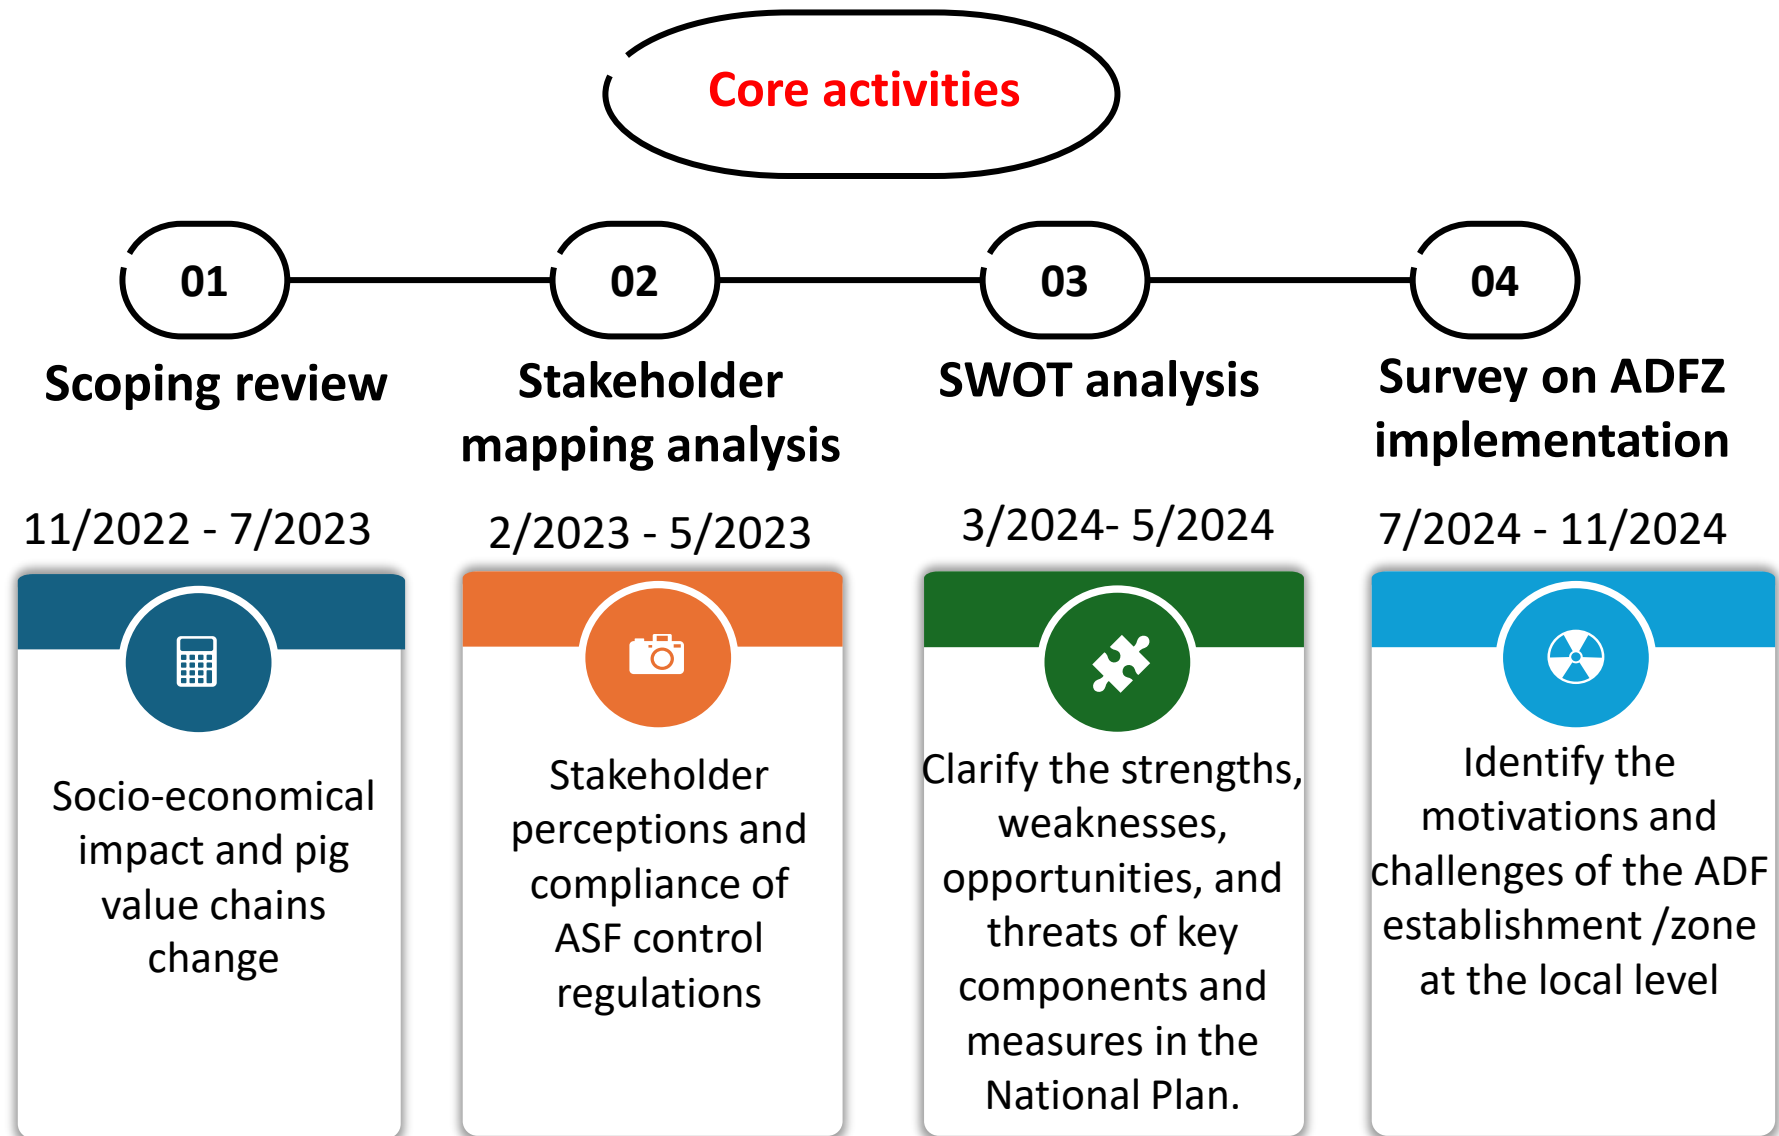 Core activities
01
02
03
04
Scoping review
Stakeholder
mapping analysis
SWOT analysis
Survey on ADFZ
implementation
11/2022 - 7/2023
2/2023 - 5/2023
3/2024- 5/2024
7/2024 - 11/2024
Socio-economical
impact and pig
value chains
change
Stakeholder
perceptions and
compliance of
ASF control
regulations
Clarify the strengths,
weaknesses,
opportunities, and
threats of key
components and
measures in the
National Plan.
Identify the
motivations and
challenges of the ADF
establishment /zone
at the local level